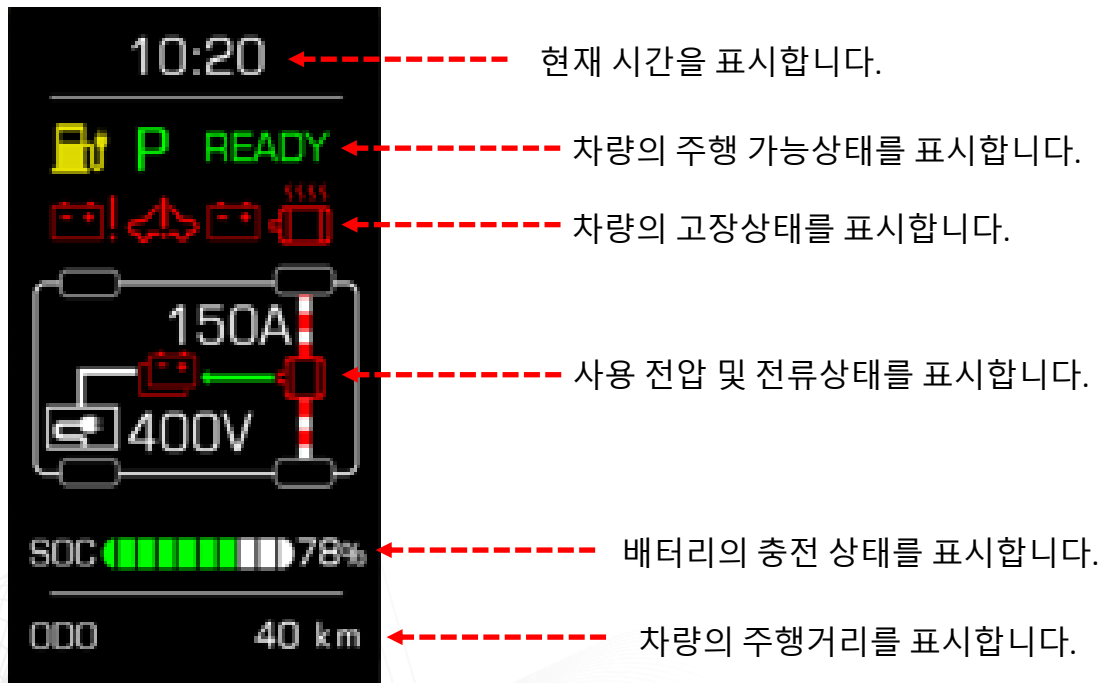 10:20
현재 시간을 표시합니다.
P READY
차량의 주행 가능상태를 표시합니다.
차량의 고장상태를 표시합니다.
150A
사용 전압 및 전류상태를 표시합니다.
400V
SOC 78%
배터리의 충전 상태를 표시합니다.
ODO 40 km
차량의 주행거리를 표시합니다.